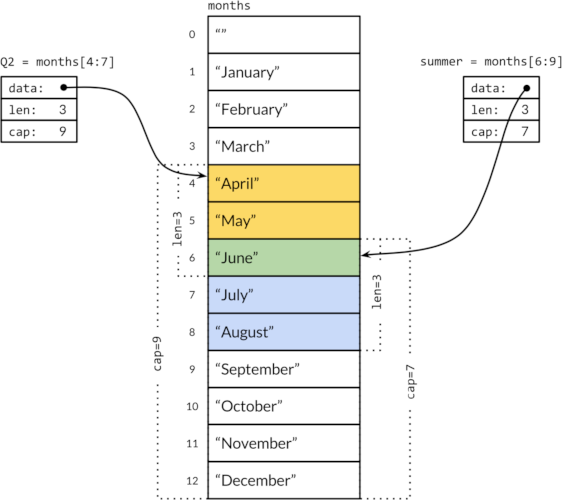 months
Q2 = months[4:7]
data:
len: 3
cap: 9
summer = months[6:9]
data:
len: 3
cap: 7
0 “”
1 “January”
2 “February”
3 “March”
4 “April”
5 “May”
6 “June”
7 “July”
8 “August”
9 “September”
10 “October”
11 “November”
12 “December”
len=3
cap=9
len=3
cap=7